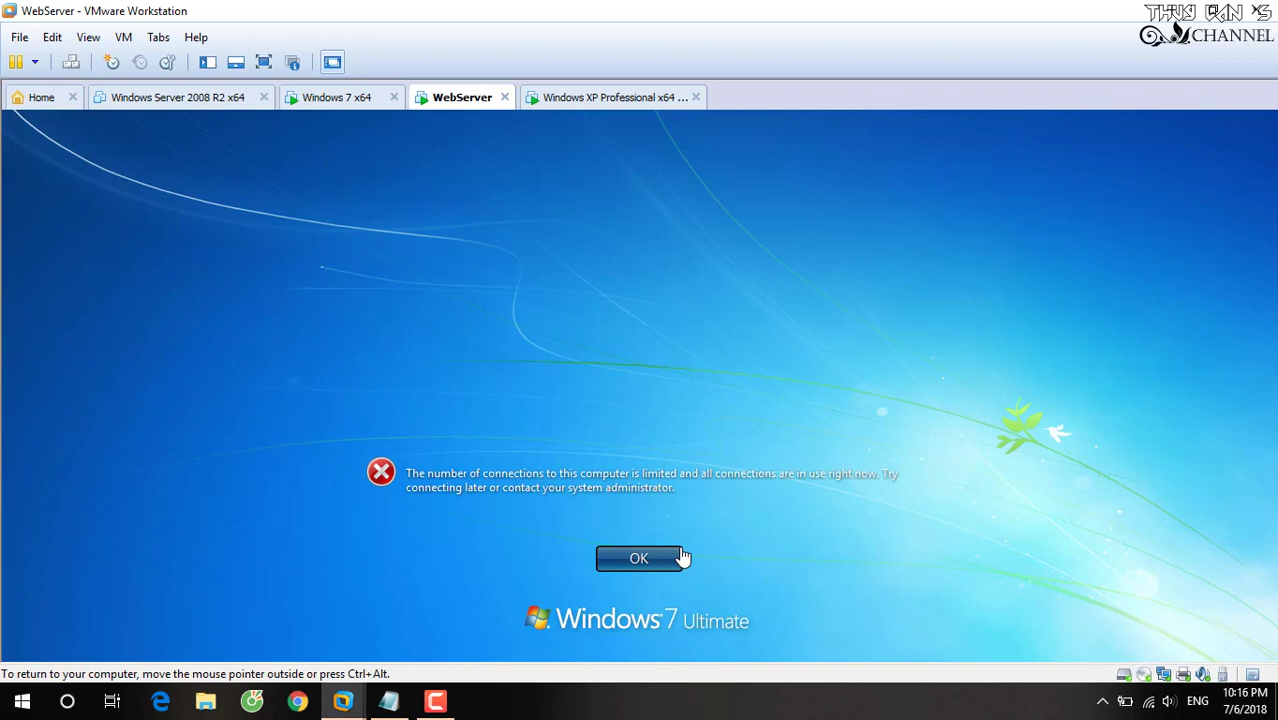 WebServer - VMware Workstation
THUY WIN'S
CHANNEL
File Edit View VM Tabs Help
Home Windows Server 2008 R2 x64 Windows 7 x64 WebServer Windows XP Professional x64 ...
The number of connections to this computer is limited and all connections are in use right now. Try
connecting later or contact your system administrator.
OK
Windows 7 Ultimate
To return to your computer, move the mouse pointer outside or press Ctrl+Alt.
ENG
10:16 PM
7/6/2018